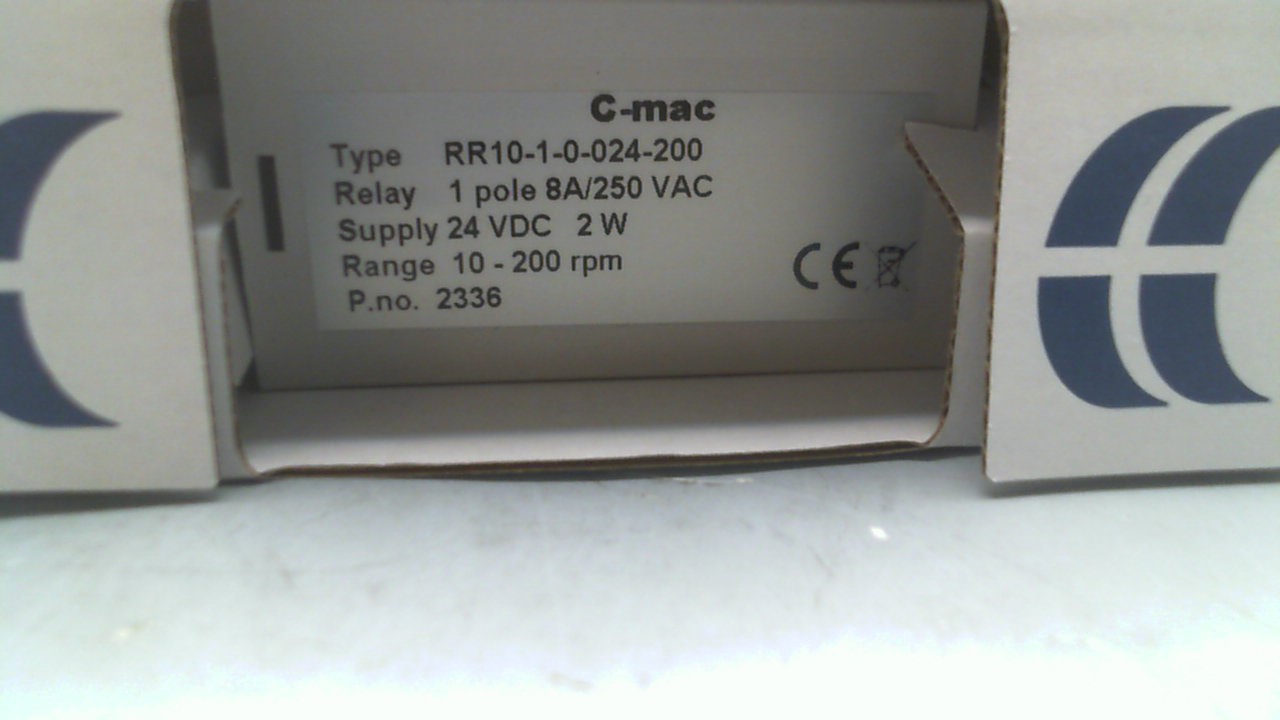 C-mac
Type RR10-1-0-024-200
Relay 1 pole 8A/250 VAC
Supply 24 VDC 2 W
Range 10 - 200 rpm
P.no. 2336
CE